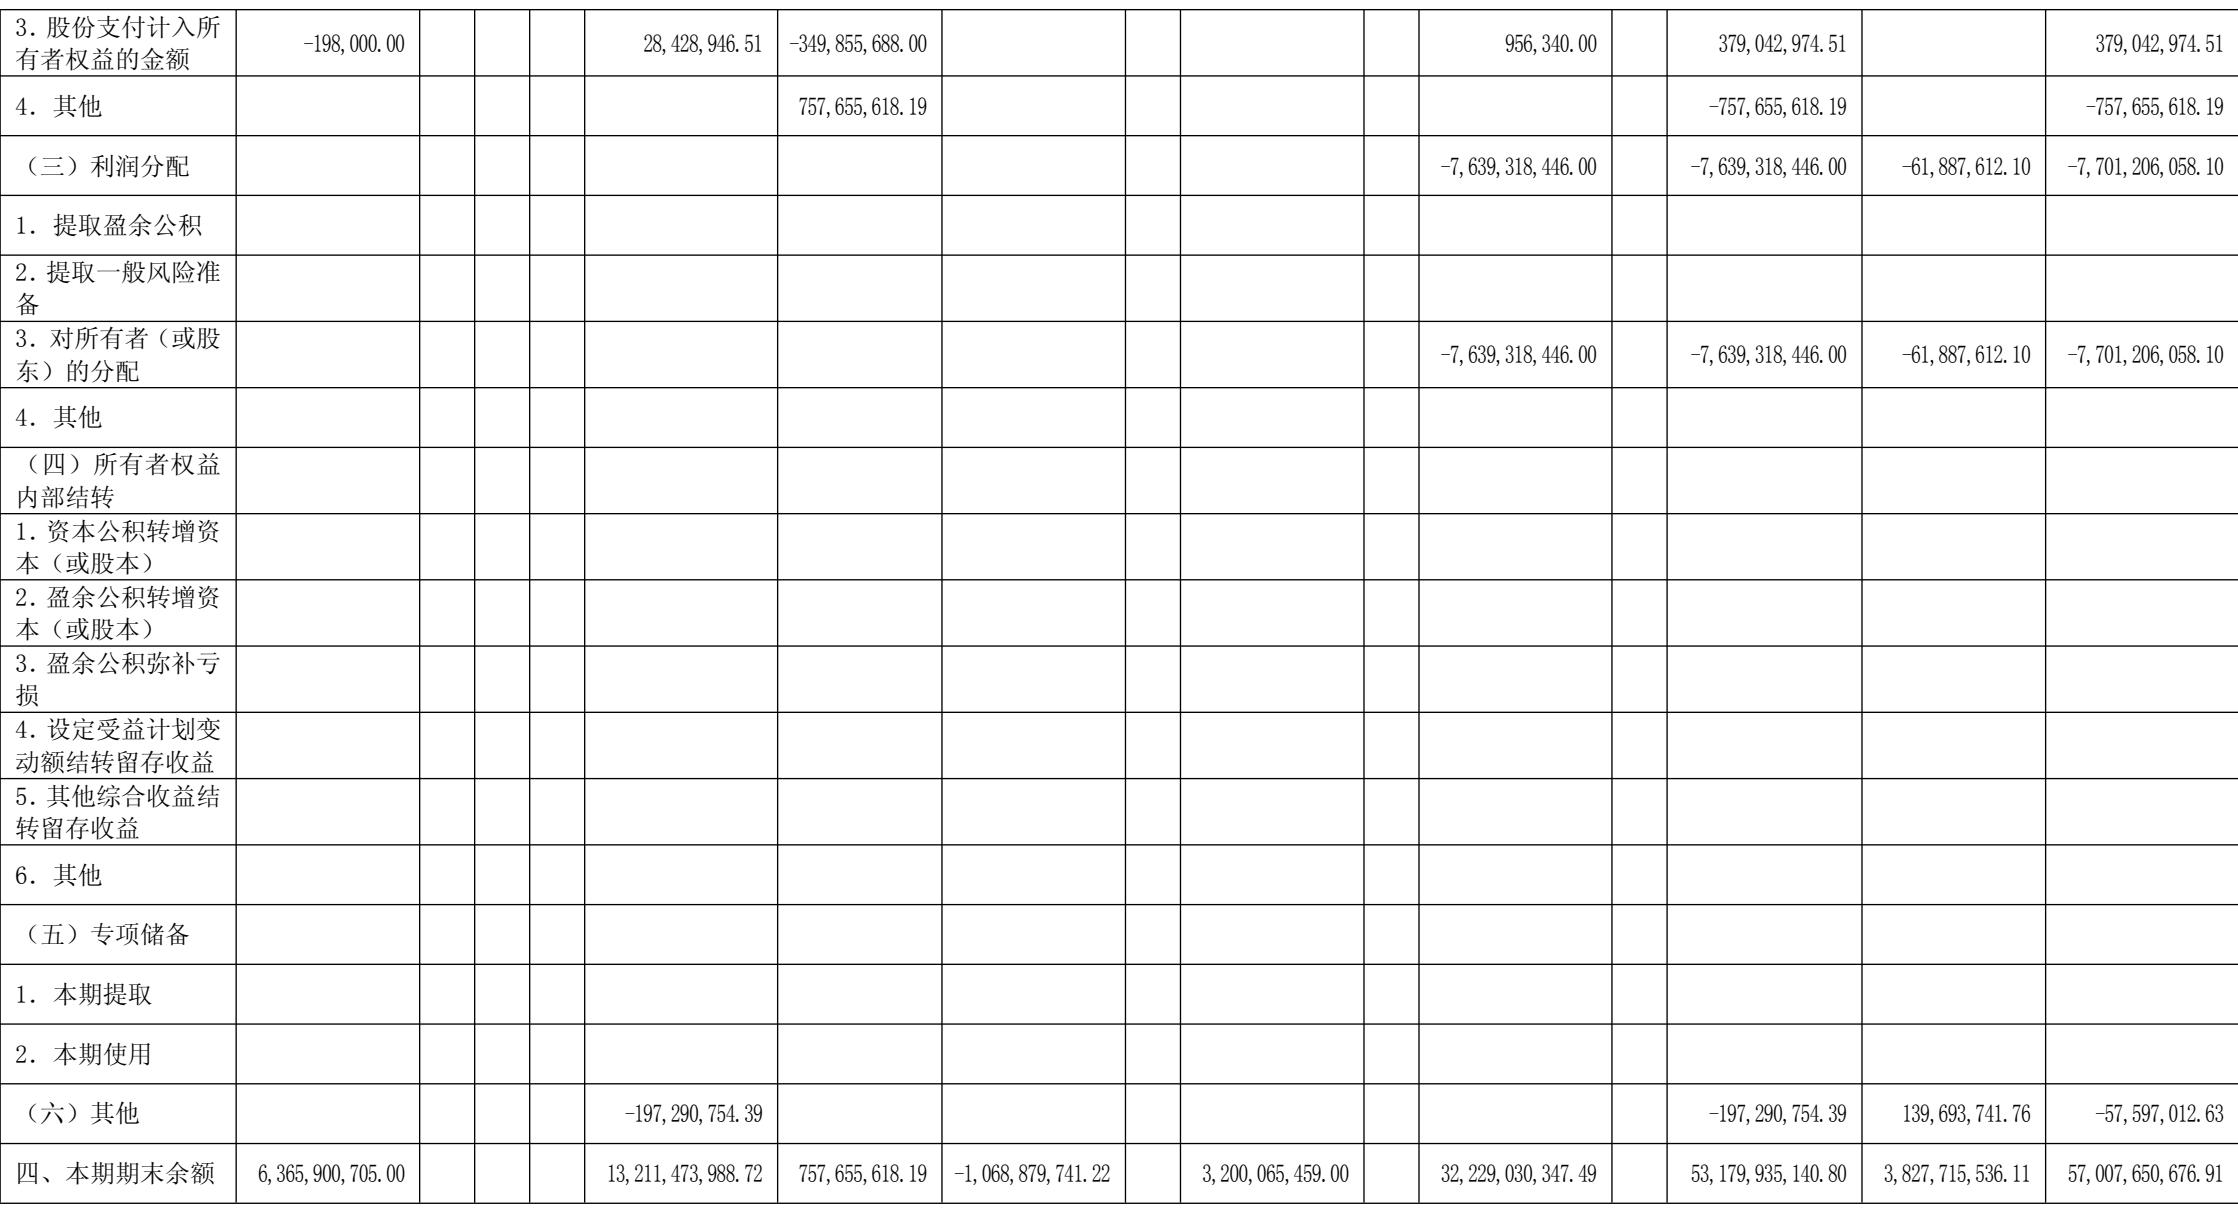 3．股份支付计入所
有者权益的金额
-198,000.00 28,428,946.51 -349,855,688.00 956,340.00 379,042,974.51 379,042,974.51
4．其他 757,655,618.19 -757,655,618.19 -757,655,618.19
（三）利润分配 -7,639,318,446.00 -7,639,318,446.00 -61,887,612.10 -7,701,206,058.10
1．提取盈余公积
2．提取一般风险准
备
3．对所有者（或股
东）的分配
-7,639,318,446.00 -7,639,318,446.00 -61,887,612.10 -7,701,206,058.10
4．其他
（四）所有者权益
内部结转
1．资本公积转增资
本（或股本）
2．盈余公积转增资
本（或股本）
3．盈余公积弥补亏
损
4．设定受益计划变
动额结转留存收益
5．其他综合收益结
转留存收益
6．其他
（五）专项储备
1．本期提取
2．本期使用
（六）其他 -197,290,754.39 -197,290,754.39 139,693,741.76 -57,597,012.63
四、本期期末余额 6,365,900,705.00 13,211,473,988.72 757,655,618.19 -1,068,879,741.22 3,200,065,459.00 32,229,030,347.49 53,179,935,140.80 3,827,715,536.11 57,007,650,676.91